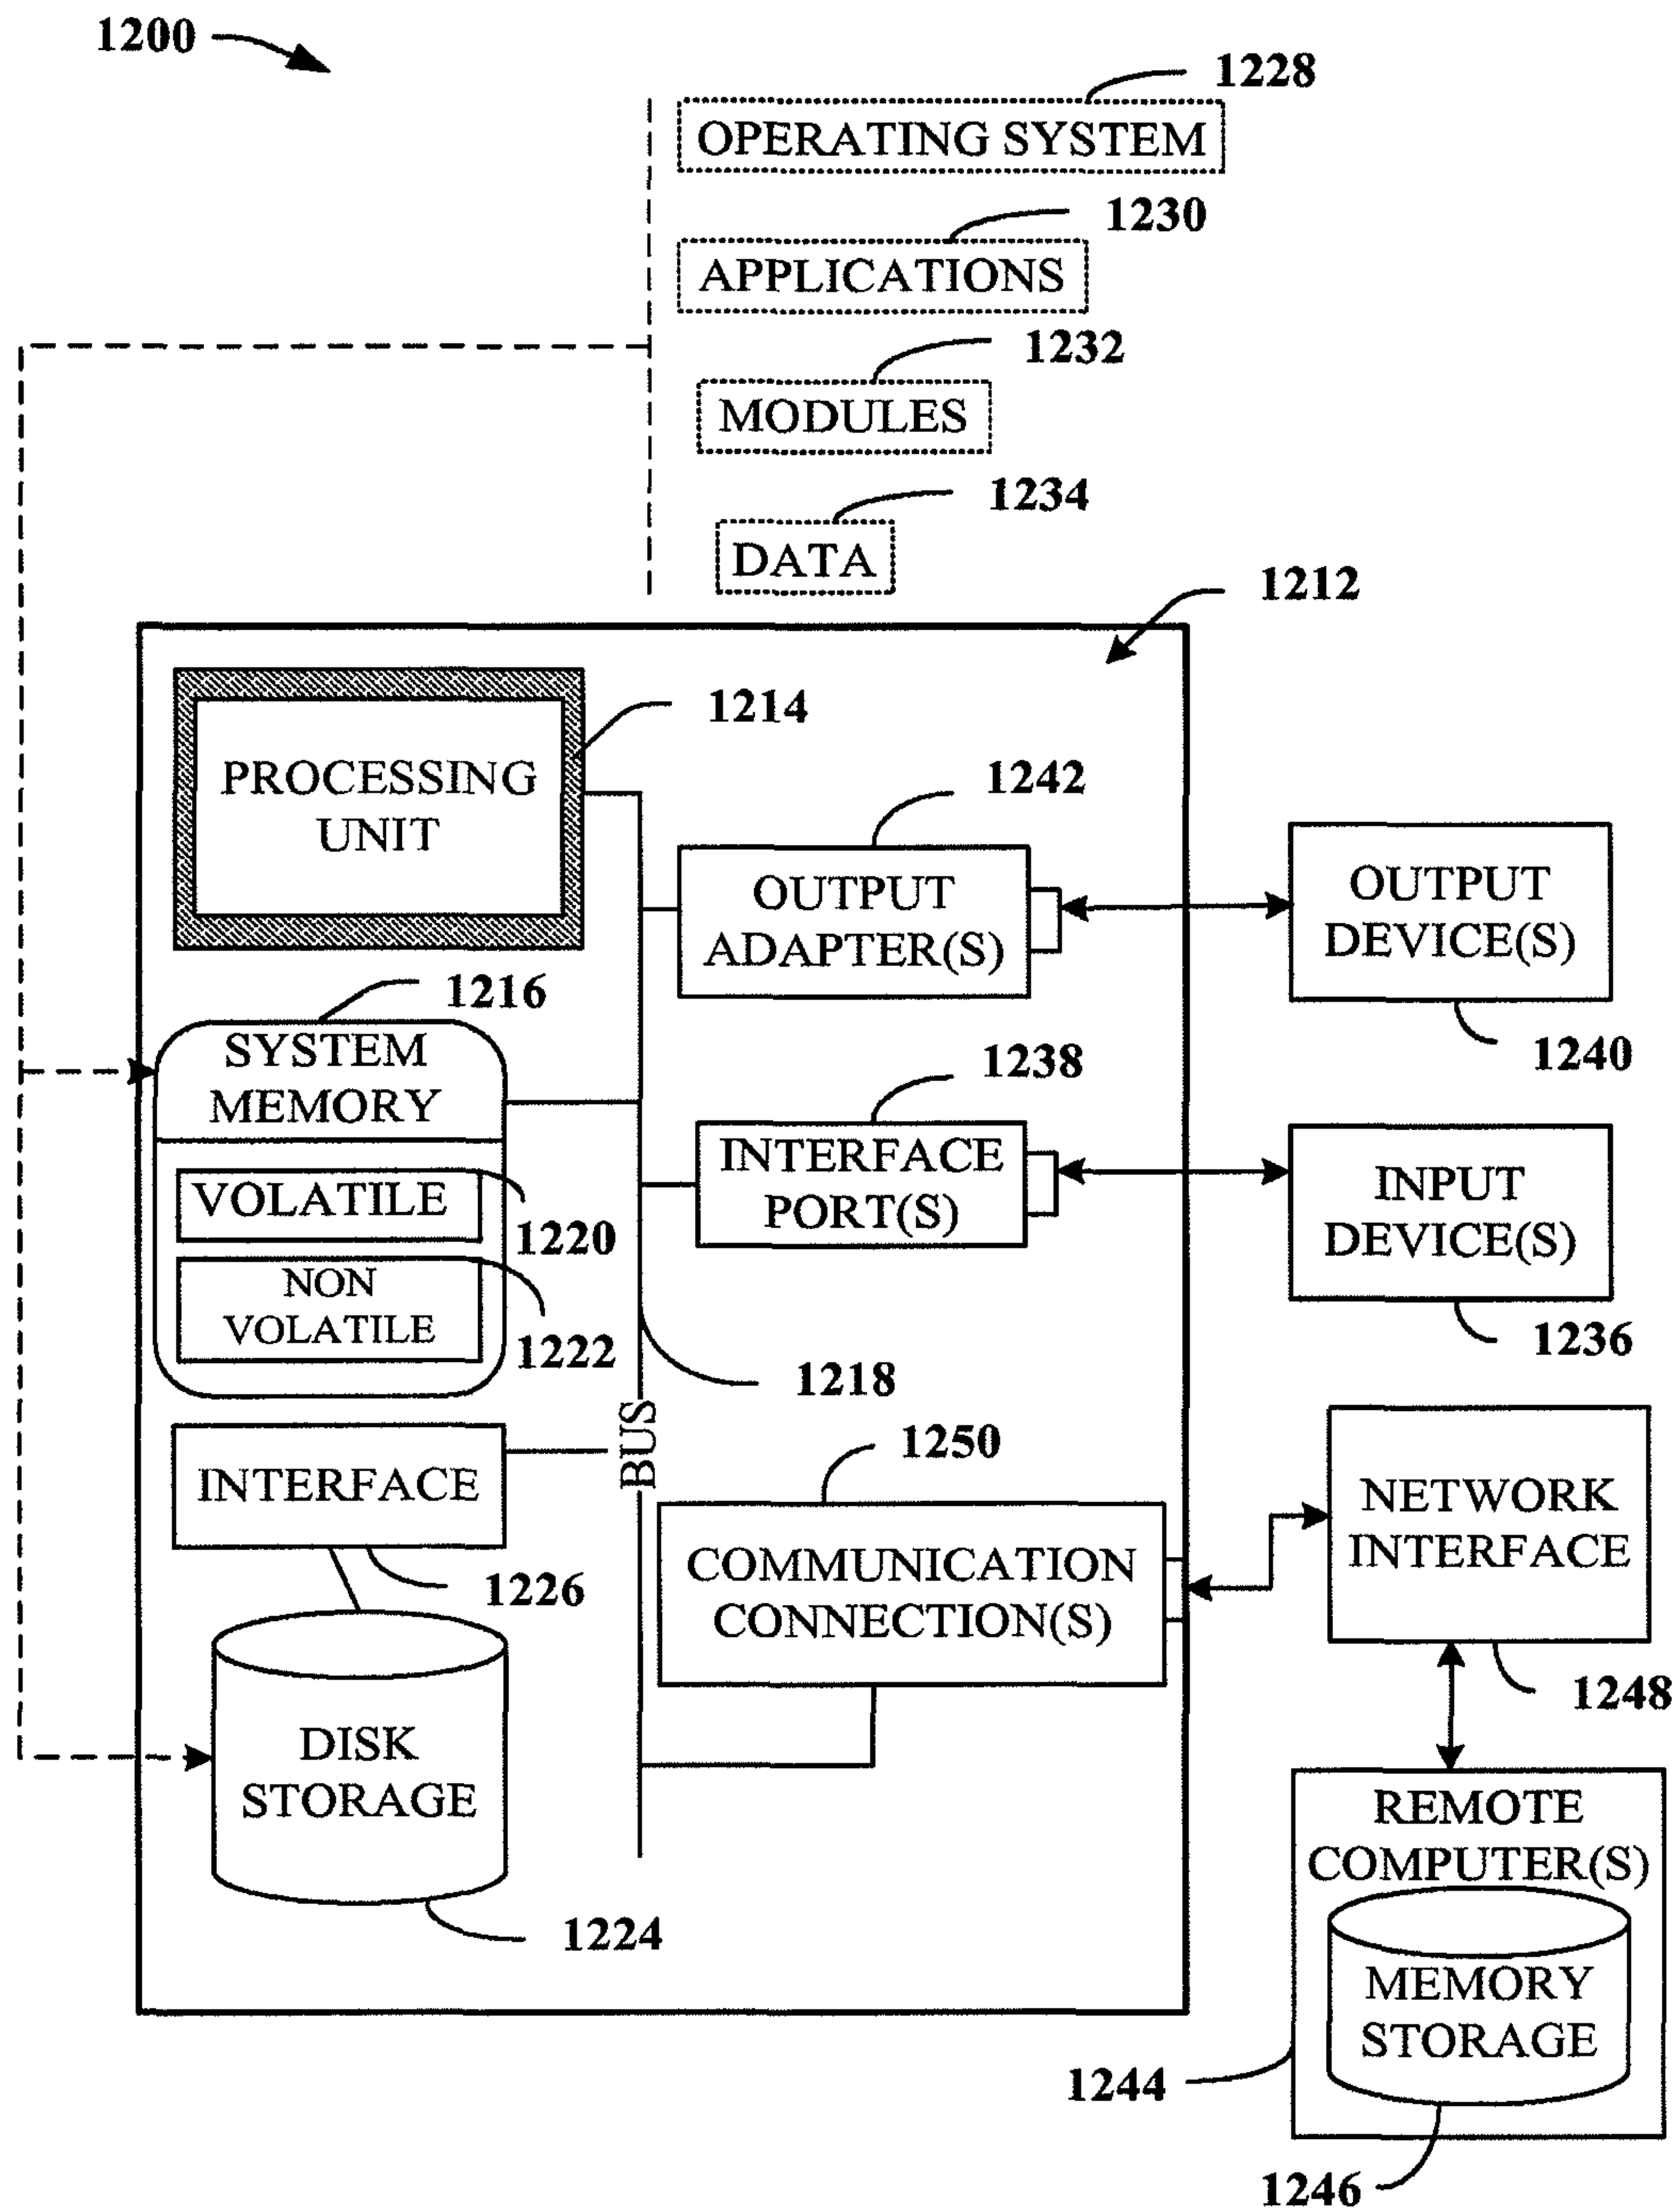 1200
1228
OPERATING SYSTEM
1230
APPLICATIONS
1232
MODULES
1234
DATA
1212
PROCESSING
UNIT
1214
1242
OUTPUT
ADAPTER(S)
OUTPUT
DEVICE(S)
1240
1216
SYSTEM
MEMORY
VOLATILE
1220
NON
VOLATILE
1222
1238
INTERFACE
PORT(S)
INPUT
DEVICE(S)
1236
1218
BUS
INTERFACE
1226
1250
COMMUNICATION
CONNECTION(S)
NETWORK
INTERFACE
1248
DISK
STORAGE
1224
REMOTE
COMPUTER(S)
MEMORY
STORAGE
1244
1246